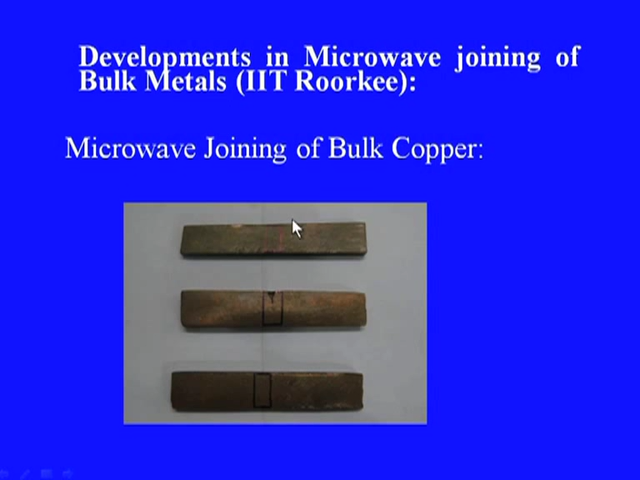 Developments in Microwave joining of
Bulk Metals (IIT Roorkee):
Microwave Joining of Bulk Copper: